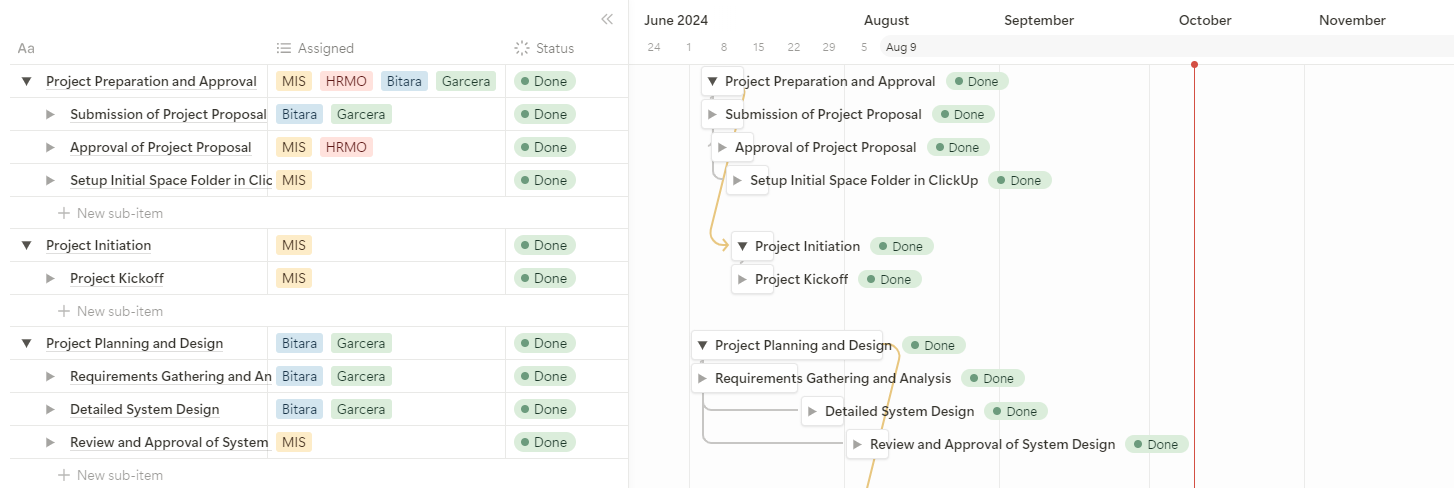 June 2024 August September October November
Aa Assigned Status 24 1 8 15 22 29 5 Aug 9
Project Preparation and Approval MIS HRMO Bitara Garcera Done Project Preparation and Approval Done
Submission of Project Proposal Bitara Garcera Done Submission of Project Proposal Done
Approval of Project Proposal MIS HRMO Done Approval of Project Proposal Done
Setup Initial Space Folder in Clic MIS Done Setup Initial Space Folder in ClickUp Done
New sub-item
Project Initiation MIS Done Project Initiation Done
Project Kickoff MIS Done Project Kickoff Done
New sub-item
Project Planning and Design Bitara Garcera Done Project Planning and Design Done
Requirements Gathering and An Bitara Garcera Done Requirements Gathering and Analysis Done
Detailed System Design Bitara Garcera Done Detailed System Design Done
Review and Approval of System MIS Done Review and Approval of System Design Done
New sub-item